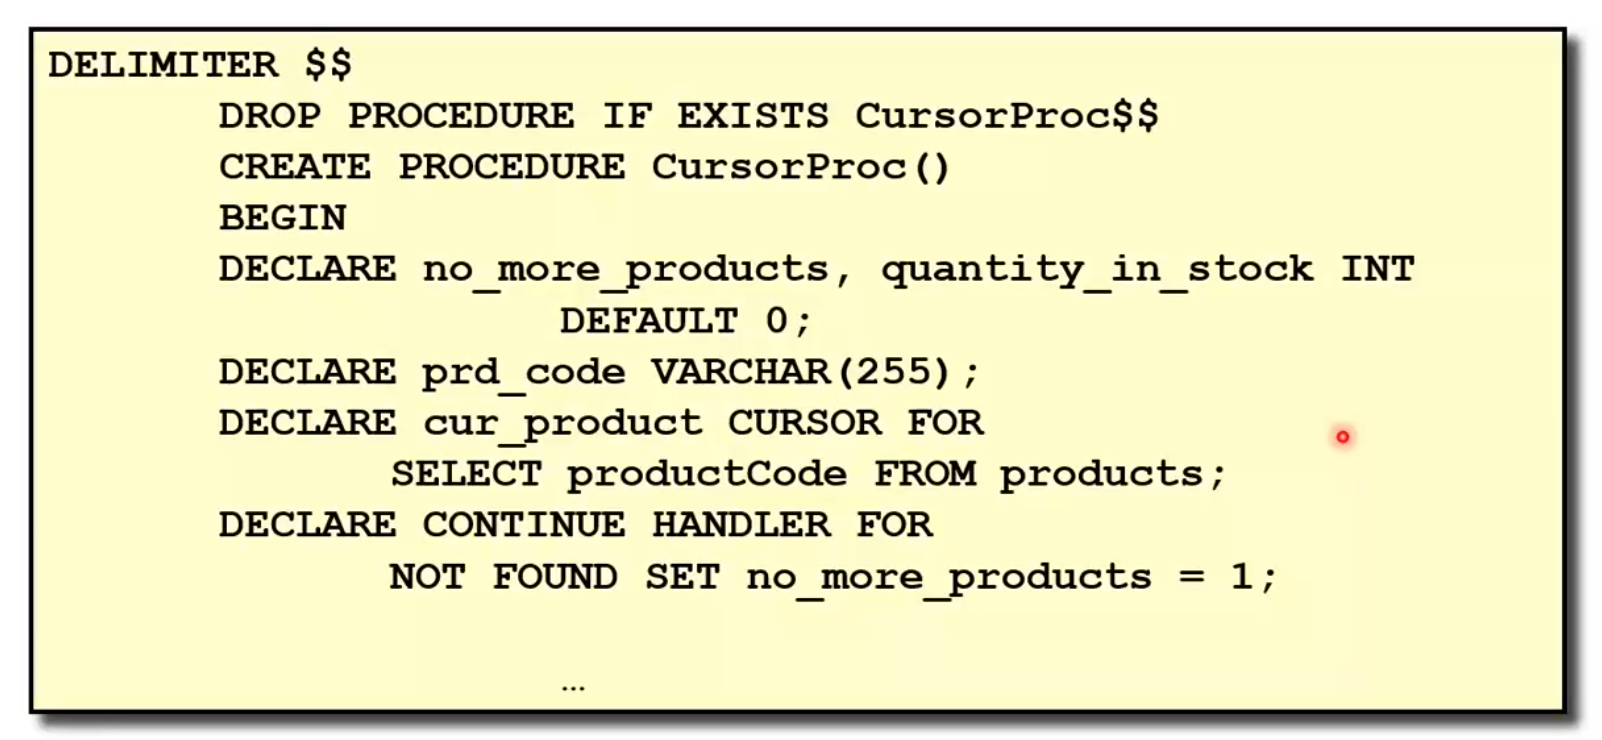 DELIMITER $$
DROP PROCEDURE IF EXISTS CursorProc$$
CREATE PROCEDURE CursorProc()
BEGIN
DECLARE no_more_products, quantity_in_stock INT
DEFAULT 0;
DECLARE prd_code VARCHAR(255);
DECLARE cur_product CURSOR FOR
SELECT productCode FROM products;
DECLARE CONTINUE HANDLER FOR
NOT FOUND SET no_more_products = 1;
…